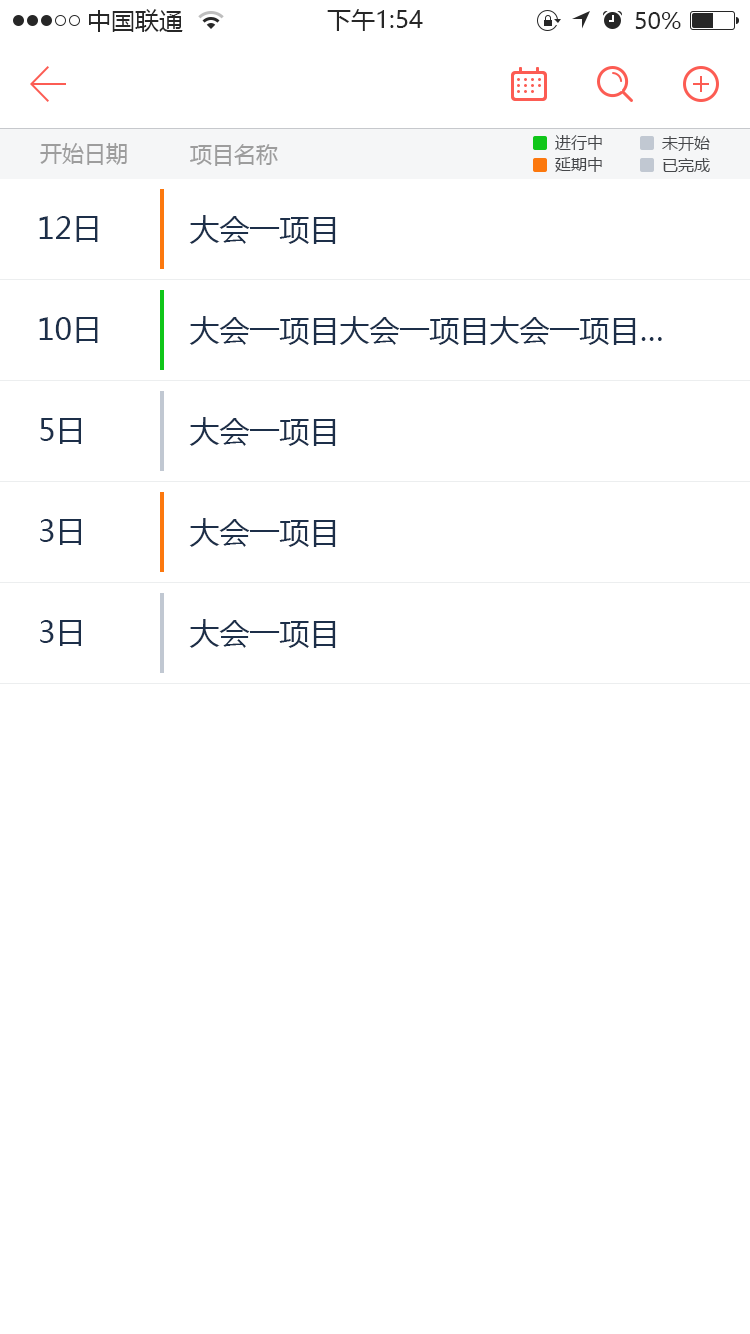 中国联通 下午1:54 50%
开始日期 项目名称 进行中 未开始
延期中 已完成
12日 大会一项目
10日 大会一项目大会一项目大会一项目...
5日 大会一项目
3日 大会一项目
3日 大会一项目